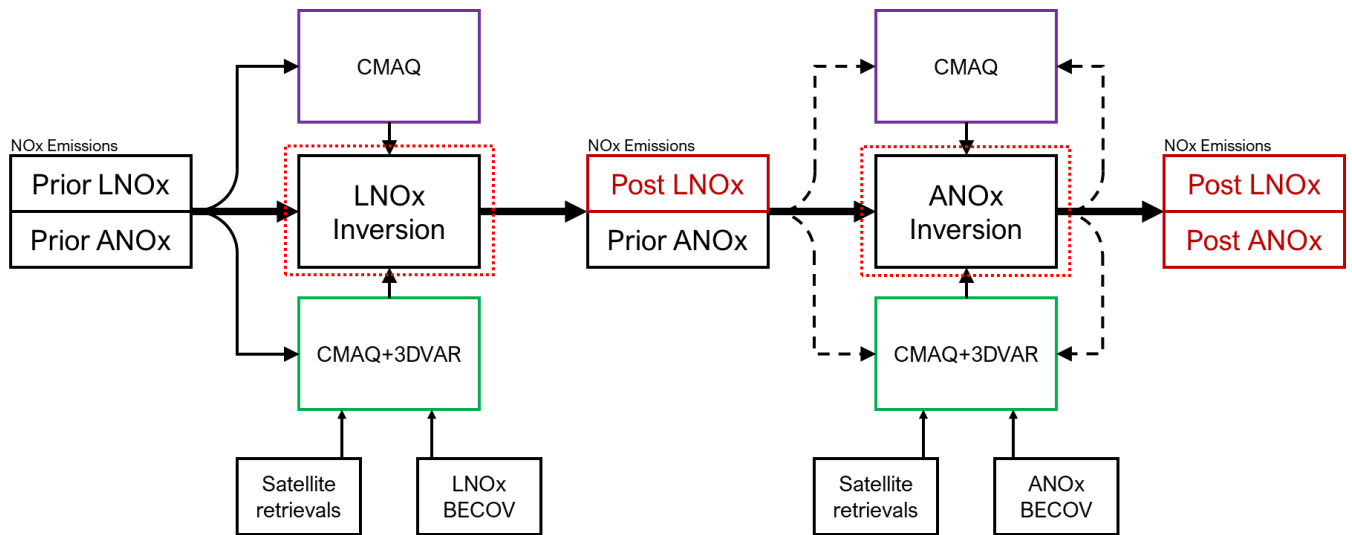 CMAQ
CMAQ
NOx Emissions
NOx Emissions
NOx Emissions
Prior LNOx
Prior ANOx
LNOx
Inversion
Post LNOx
Prior ANOx
ANOx
Inversion
Post LNOx
Post ANOx
CMAQ+3DVAR
CMAQ+3DVAR
Satellite
retrievals
LNOx
BECOV
Satellite
retrievals
ANOx
BECOV